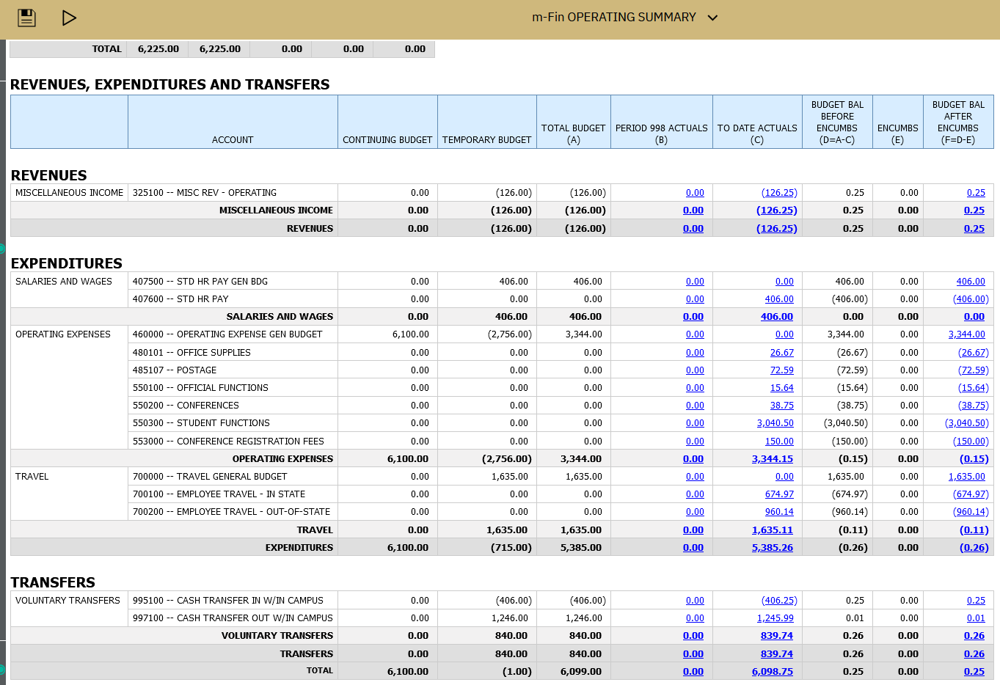 m-Fin OPERATING SUMMARY
TOTAL 6,225.00 6,225.00 0.00 0.00 0.00
REVENUES, EXPENDITURES AND TRANSFERS
ACCOUNT CONTINUING BUDGET TEMPORARY BUDGET TOTAL BUDGET (A) PERIOD 998 ACTUALS (B) TO DATE ACTUALS (C) BUDGET BAL BEFORE ENCUMBS (D=A-C) ENCUMBS (E) BUDGET BAL AFTER ENCUMBS (F=D-E)
REVENUES
MISCELLANEOUS INCOME 325100 -- MISC REV - OPERATING 0.00 (126.00) (126.00) 0.00 (126.25) 0.25 0.00 0.25
MISCELLANEOUS INCOME 0.00 (126.00) (126.00) 0.00 (126.25) 0.25 0.00 0.25
REVENUES 0.00 (126.00) (126.00) 0.00 (126.25) 0.25 0.00 0.25
EXPENDITURES
SALARIES AND WAGES 407500 -- STD HR PAY GEN BDG 0.00 406.00 406.00 0.00 0.00 406.00 0.00 406.00
407600 -- STD HR PAY 0.00 0.00 0.00 0.00 406.00 (406.00) 0.00 (406.00)
SALARIES AND WAGES 0.00 406.00 406.00 0.00 406.00 0.00 0.00 0.00
OPERATING EXPENSES 460000 -- OPERATING EXPENSE GEN BUDGET 6,100.00 (2,756.00) 3,344.00 0.00 0.00 3,344.00 0.00 3,344.00
480101 -- OFFICE SUPPLIES 0.00 0.00 0.00 0.00 26.67 (26.67) 0.00 (26.67)
485107 -- POSTAGE 0.00 0.00 0.00 0.00 72.59 (72.59) 0.00 (72.59)
550100 -- OFFICIAL FUNCTIONS 0.00 0.00 0.00 0.00 15.64 (15.64) 0.00 (15.64)
550200 -- CONFERENCES 0.00 0.00 0.00 0.00 38.75 (38.75) 0.00 (38.75)
550300 -- STUDENT FUNCTIONS 0.00 0.00 0.00 0.00 3,040.50 (3,040.50) 0.00 (3,040.50)
553000 -- CONFERENCE REGISTRATION FEES 0.00 0.00 0.00 0.00 150.00 (150.00) 0.00 (150.00)
OPERATING EXPENSES 6,100.00 (2,756.00) 3,344.00 0.00 3,344.15 (0.15) 0.00 (0.15)
TRAVEL 700000 -- TRAVEL GENERAL BUDGET 0.00 1,635.00 1,635.00 0.00 0.00 1,635.00 0.00 1,635.00
700100 -- EMPLOYEE TRAVEL - IN STATE 0.00 0.00 0.00 0.00 674.97 (674.97) 0.00 (674.97)
700200 -- EMPLOYEE TRAVEL - OUT-OF-STATE 0.00 0.00 0.00 0.00 960.14 (960.14) 0.00 (960.14)
TRAVEL 0.00 1,635.00 1,635.00 0.00 1,635.11 (0.11) 0.00 (0.11)
EXPENDITURES 6,100.00 (715.00) 5,385.00 0.00 5,385.26 (0.26) 0.00 (0.26)
TRANSFERS
VOLUNTARY TRANSFERS 995100 -- CASH TRANSFER IN W/IN CAMPUS 0.00 (406.00) (406.00) 0.00 (406.25) 0.25 0.00 0.25
997100 -- CASH TRANSFER OUT W/IN CAMPUS 0.00 1,246.00 1,246.00 0.00 1,245.99 0.01 0.00 0.01
VOLUNTARY TRANSFERS 0.00 840.00 840.00 0.00 839.74 0.26 0.00 0.26
TRANSFERS 0.00 840.00 840.00 0.00 839.74 0.26 0.00 0.26
TOTAL 6,100.00 (1.00) 6,099.00 0.00 6,098.75 0.25 0.00 0.25